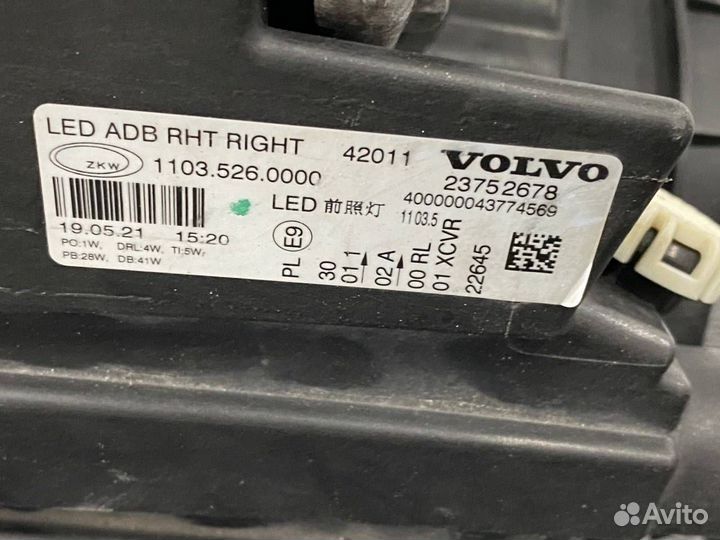 LED ADB RHT RIGHT 42011 VOLVO
ZKW 1103.526.0000 23752678
LED 前照灯 1103.5 400000043774569
19.05.21 15:20
PO:1W, DRL:4W, TI:5W,
PB:28W, DB:41W
E9
PL
30
01 1
02 A
00 RL
01 XCVR
22645
Avito